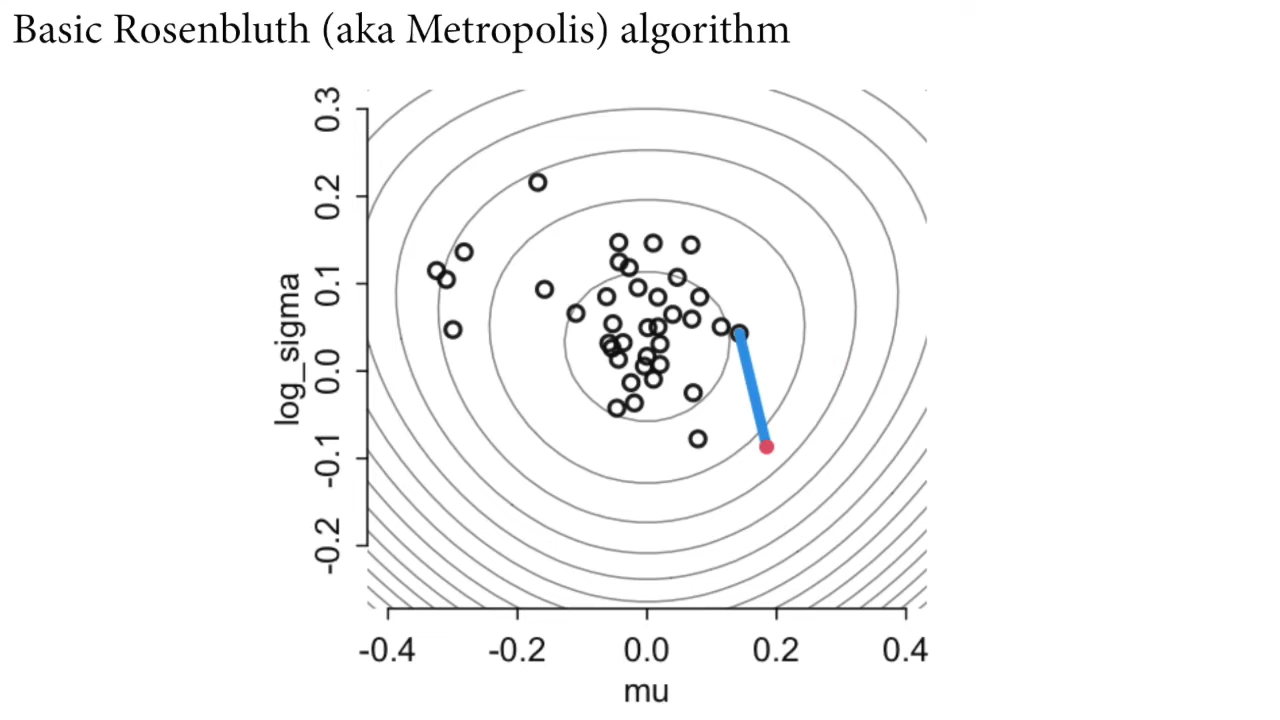 Basic Rosenbluth (aka Metropolis) algorithm
0.3
0.2
0.1
0.0
-0.1
-0.2
log_sigma
-0.4 -0.2 0.0 0.2 0.4
mu